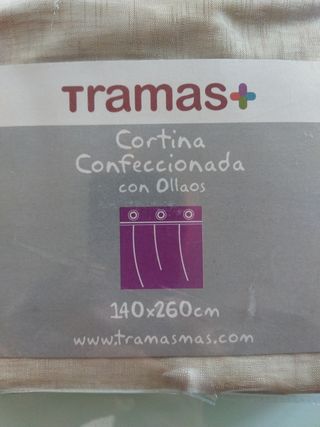 Tramas+
Cortina
Confeccionada
con Ollaos
140x260cm
www.tramasmas.com